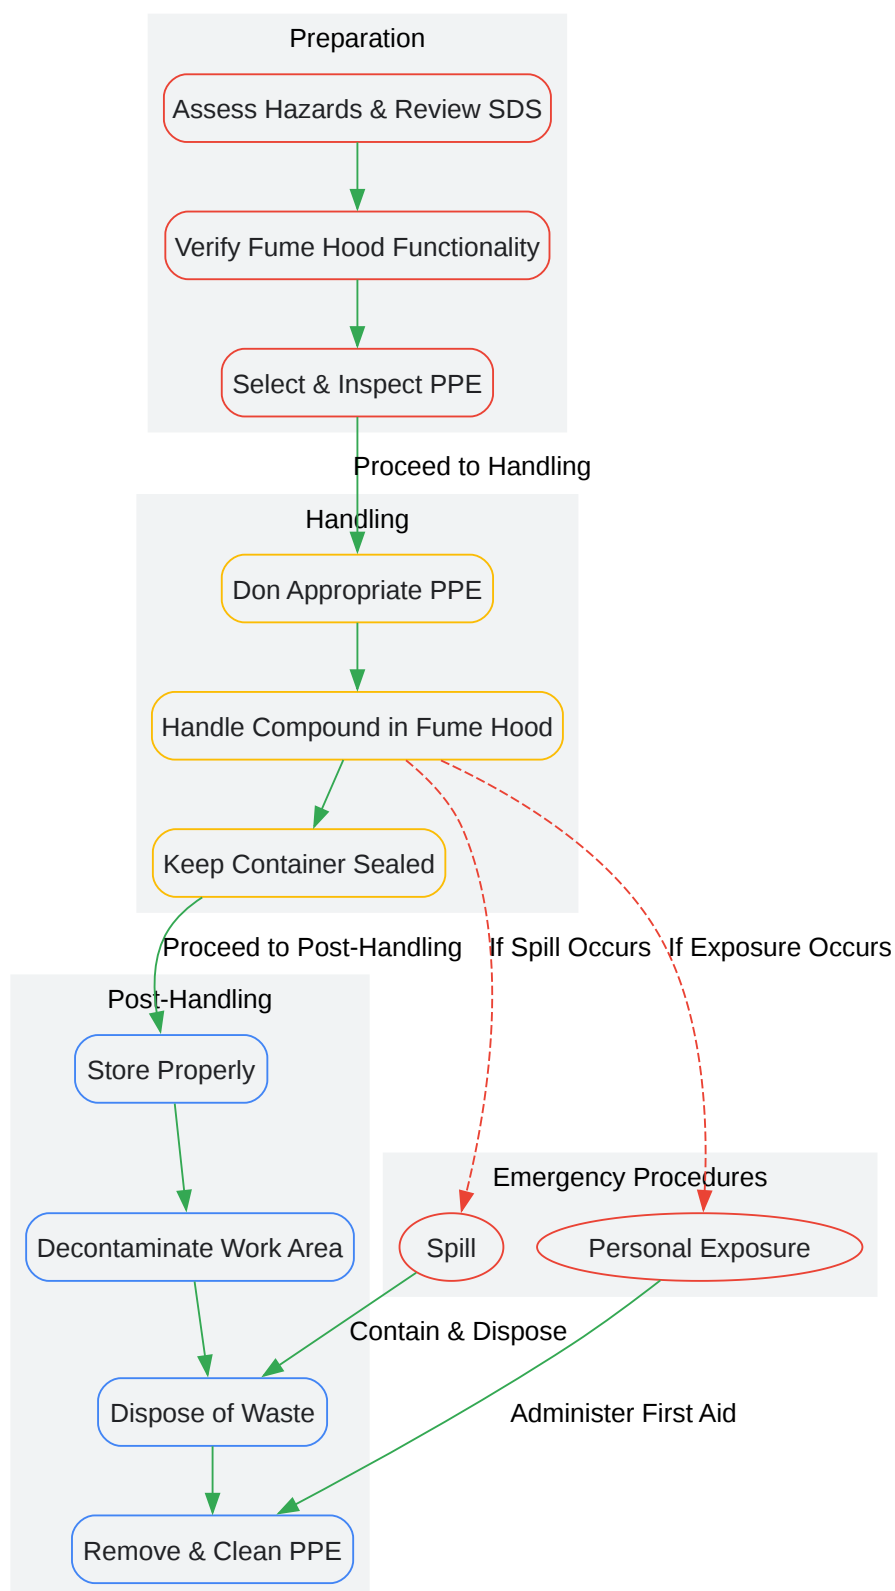 Preparation
Assess Hazards & Review SDS
Verify Fume Hood Functionality
Select & Inspect PPE
Proceed to Handling
Handling
Don Appropriate PPE
Handle Compound in Fume Hood
Keep Container Sealed
Proceed to Post-Handling
If Spill Occurs
If Exposure Occurs
Post-Handling
Store Properly
Emergency Procedures
Decontaminate Work Area
Spill
Personal Exposure
Contain & Dispose
Dispose of Waste
Administer First Aid
Remove & Clean PPE